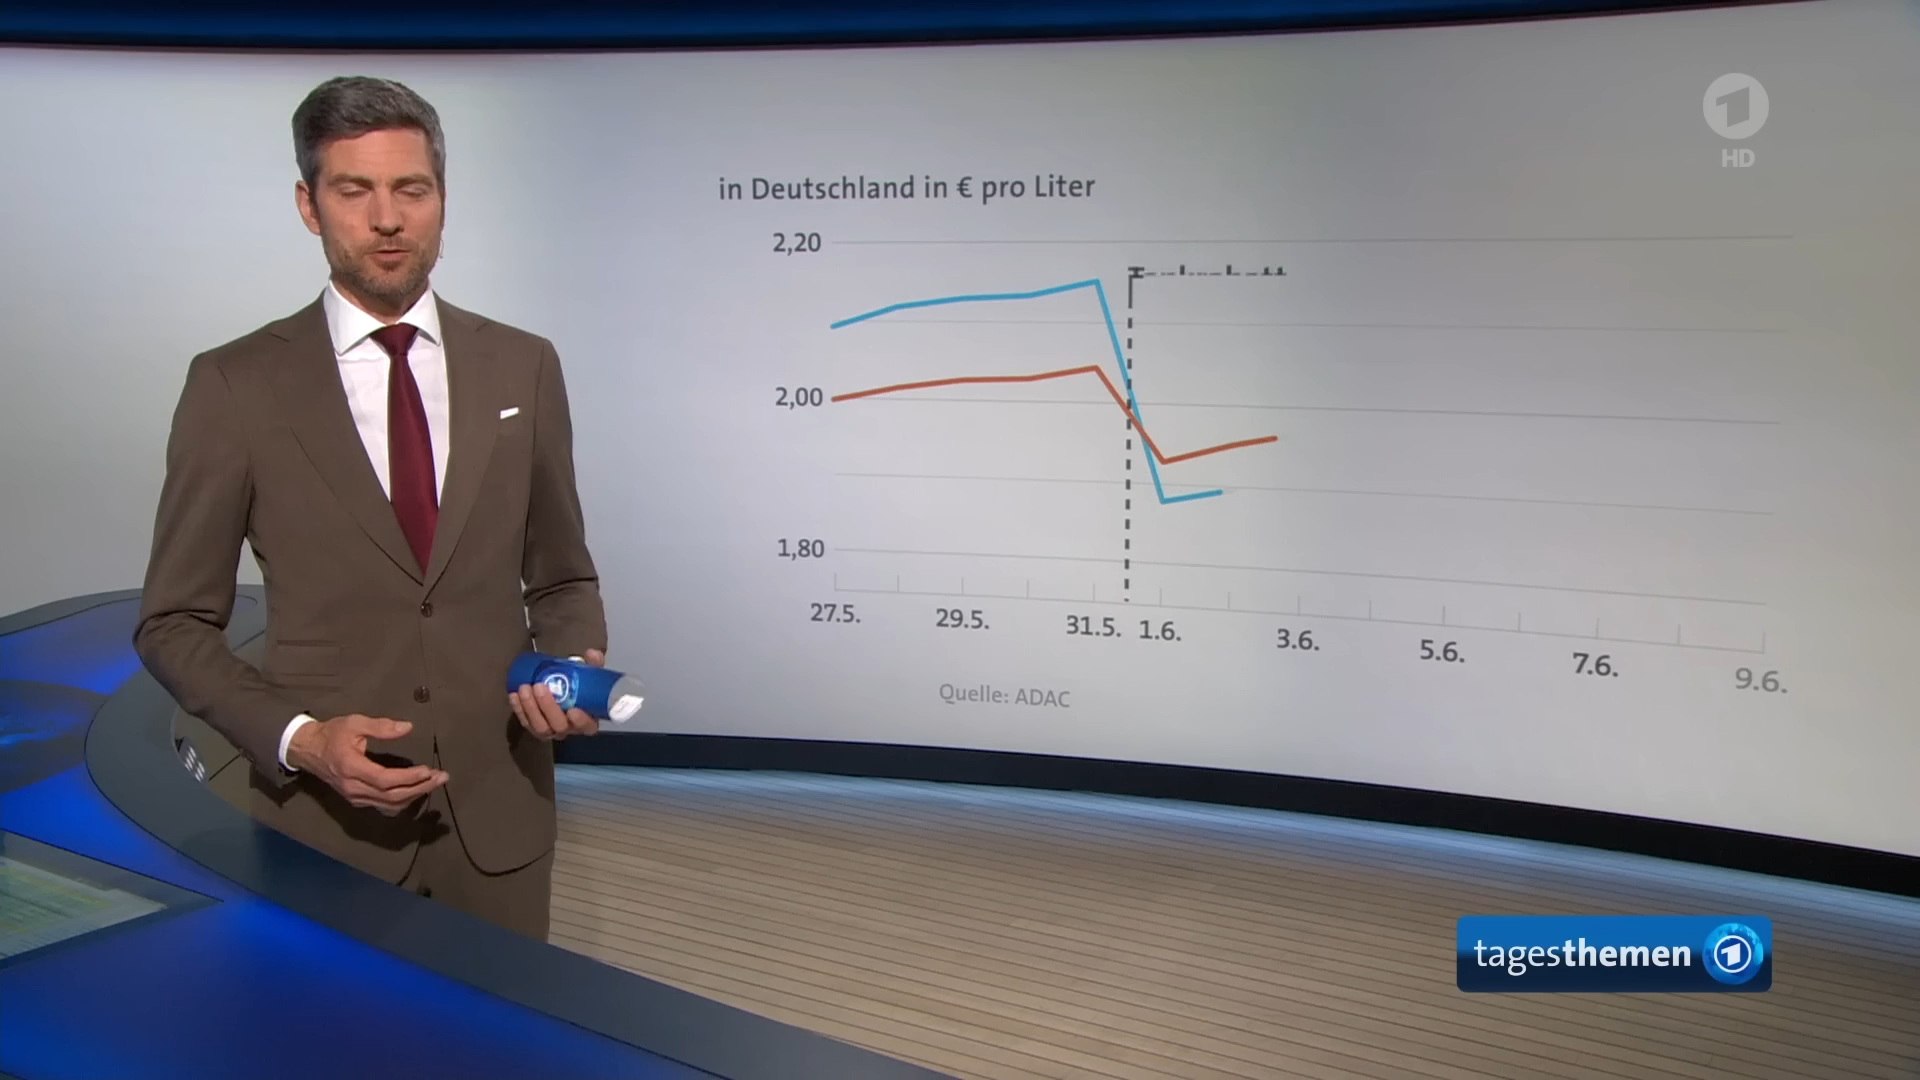 HD
in Deutschland in € pro Liter
2,20
2,00
1,80
27.5. 29.5. 31.5. 1.6. 3.6. 5.6. 7.6. 9.6.
Quelle: ADAC
tagesthemen